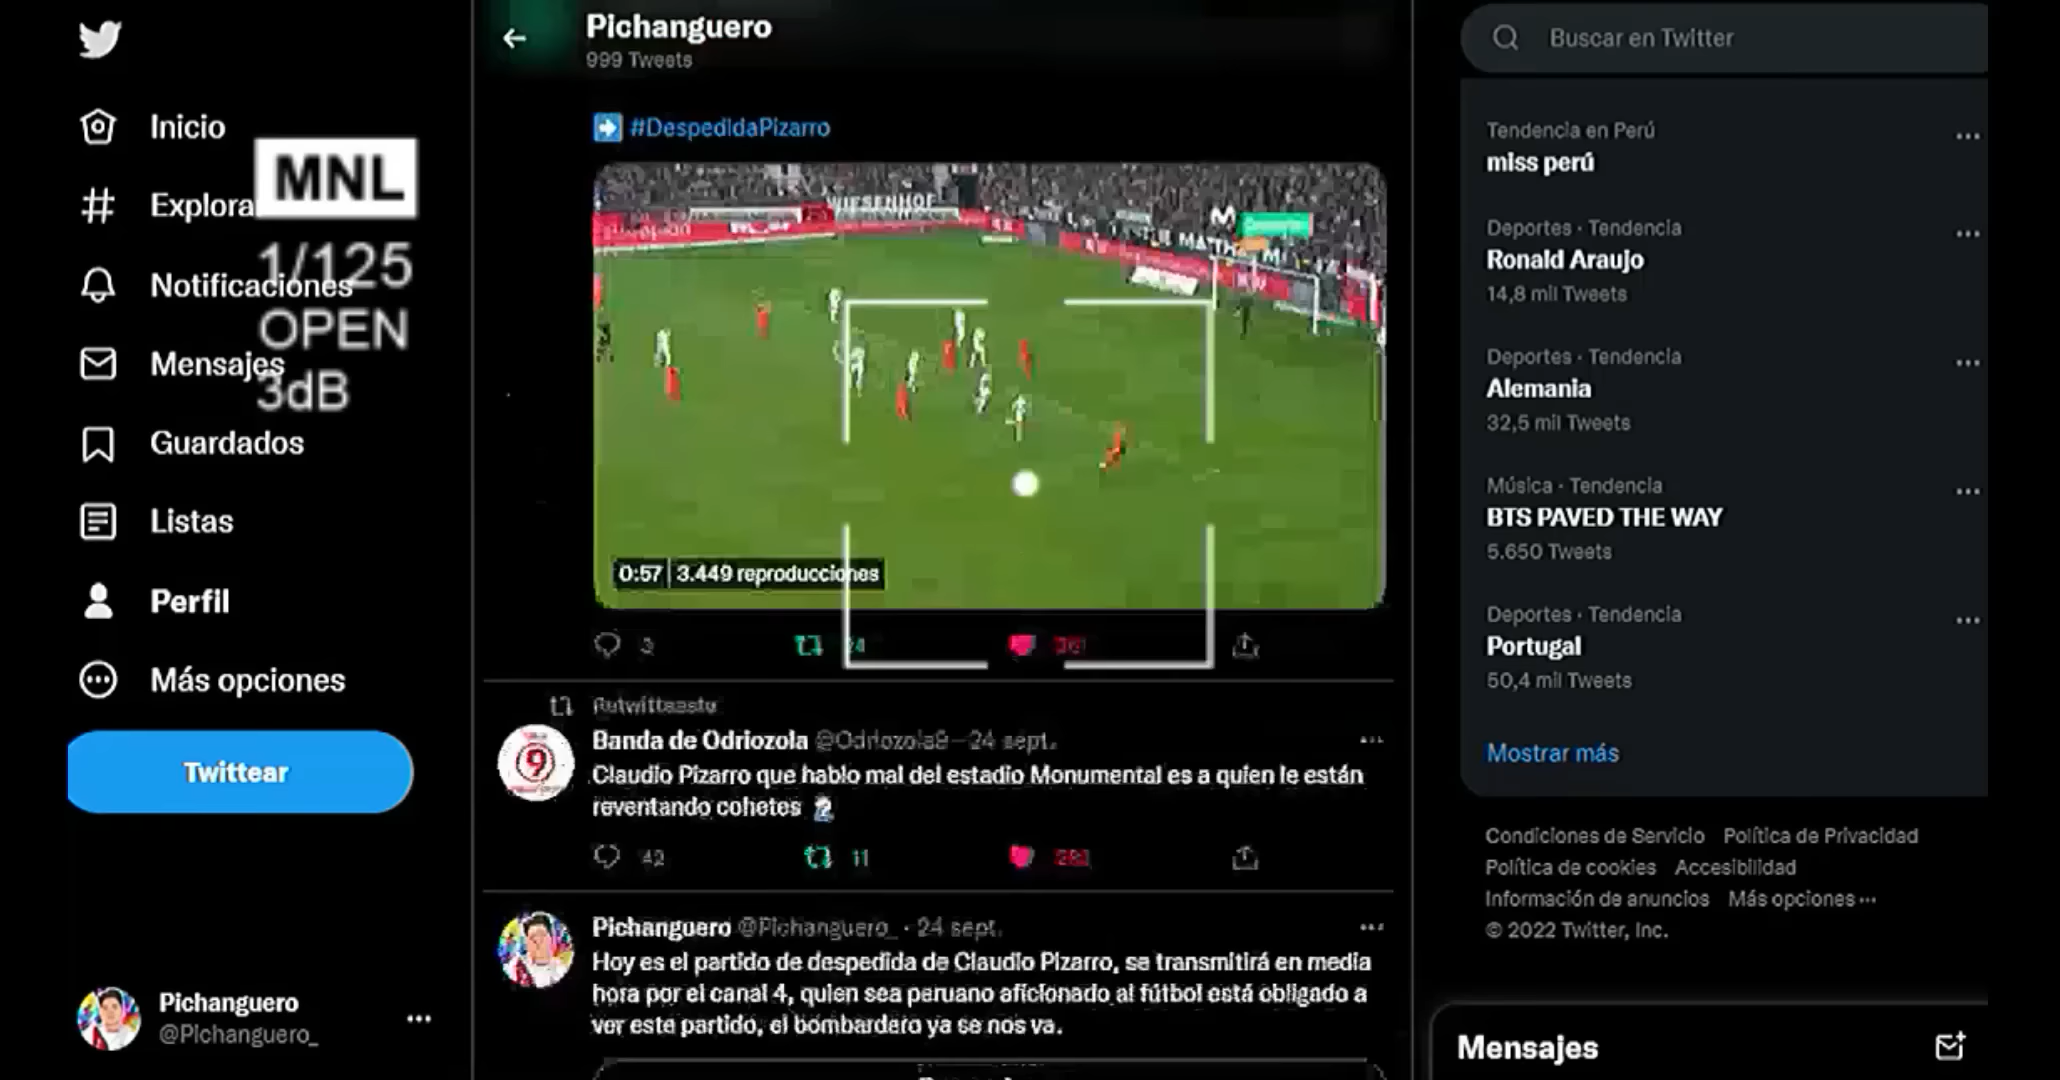 Pichanguero
999 Tweets
Buscar en Twitter
Inicio
Explora
Notificaciones
Mensajes
Guardados
Listas
Perfil
Más opciones
Twittear
Pichanguero
@Pichanguero_
MNL
1/125
OPEN
3dB
#DespedidaPizarro
WIESENHOF
0:57 3.449 reproducciones
3
Banda de Odriozola @Odriozola9 - 24 sept.
Claudio Pizarro que hablo mal del estadio Monumental es a quien le están
reventando cohetes
42 11
Pichanguero @Pichanguero_ · 24 sept.
Hoy es el partido de despedida de Claudio Pizarro, se transmitirá en media
hora por el canal 4, quien sea peruano aficionado al fútbol está obligado a
ver este partido, el bombardero ya se nos va.
Tendencia en Perú
miss perú
Deportes · Tendencia
Ronald Araujo
14,8 mil Tweets
Deportes · Tendencia
Alemania
32,5 mil Tweets
Música · Tendencia
BTS PAVED THE WAY
5.650 Tweets
Deportes · Tendencia
Portugal
50,4 mil Tweets
Mostrar más
Condiciones de Servicio Política de Privacidad
Política de cookies Accesibilidad
Información de anuncios Más opciones ···
© 2022 Twitter, Inc.
Mensajes